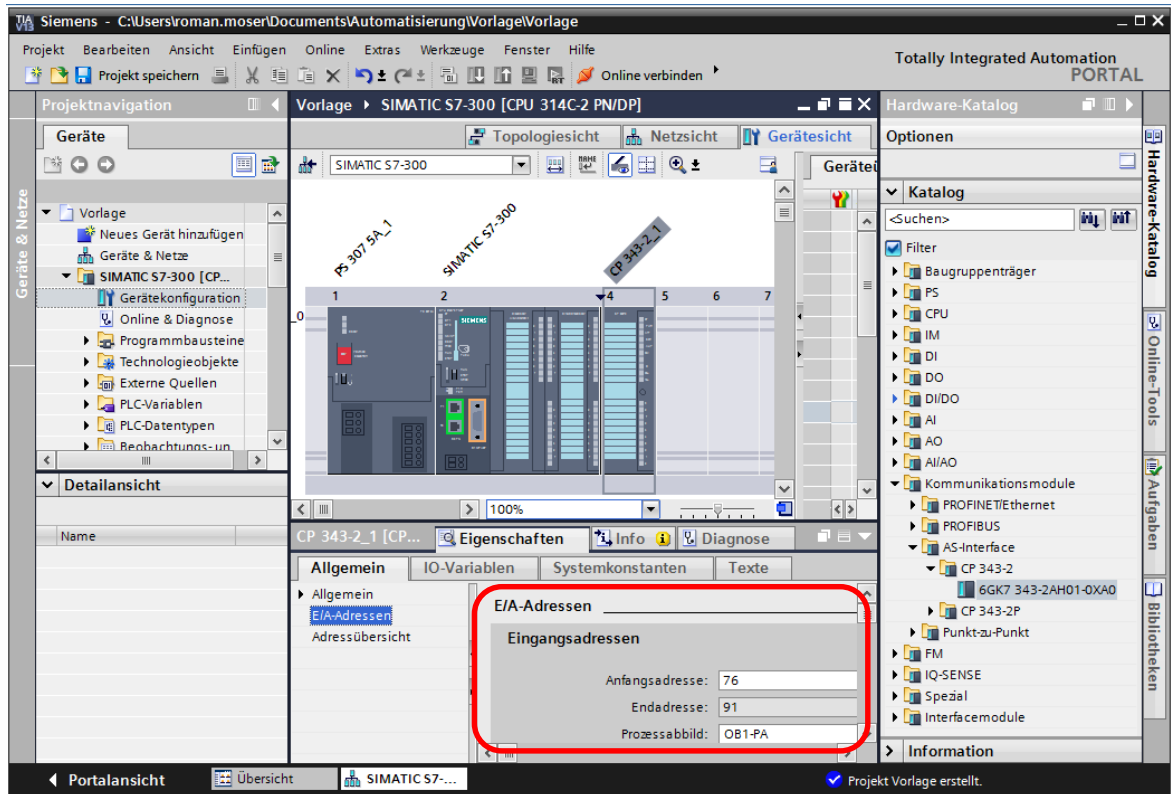 TIA V13 Siemens - C:\Users\roman.moser\Documents\Automatisierung\Vorlage\Vorlage
Projekt Bearbeiten Ansicht Einfügen Online Extras Werkzeuge Fenster Hilfe
Totally Integrated Automation
PORTAL
Projekt speichern
Online verbinden
Projektnavigation
Vorlage SIMATIC S7-300 [CPU 314C-2 PN/DP]
Hardware-Katalog
Geräte
Topologiesicht
Netzsicht
Gerätesicht
Optionen
SIMATIC S7-300
Geräteü
Katalog
<Suchen>
Filter
Vorlage
Neues Gerät hinzufügen
Geräte & Netze
SIMATIC S7-300 [CP...
Gerätekonfiguration
Online & Diagnose
Programmbausteine
Technologieobjekte
Externe Quellen
PLC-Variablen
PLC-Datentypen
Beobachtungs- un
Geräte & Netze
PS 307 5A_1
SIMATIC S7-300
CP 343-2_1
1 2 4 5 6 7
_0
SIEMENS
100%
Baugruppenträger
PS
CPU
IM
DI
DO
DI/DO
AI
AO
AI/AO
Kommunikationsmodule
PROFINET/Ethernet
PROFIBUS
AS-Interface
CP 343-2
6GK7 343-2AH01-0XA0
CP 343-2P
Punkt-zu-Punkt
FM
IQ-SENSE
Spezial
Interfacemodule
Information
Hardware-Katalog
Online-Tools
Aufgaben
Bibliotheken
Detailansicht
Name
CP 343-2_1 [CP...
Eigenschaften
Info
Diagnose
Allgemein
IO-Variablen
Systemkonstanten
Texte
Allgemein
E/A-Adressen
Adressübersicht
E/A-Adressen
Eingangsadressen
Anfangsadresse: 76
Endadresse: 91
Prozessabbild: OB1-PA
Portalansicht
Übersicht
SIMATIC S7-...
Projekt Vorlage erstellt.